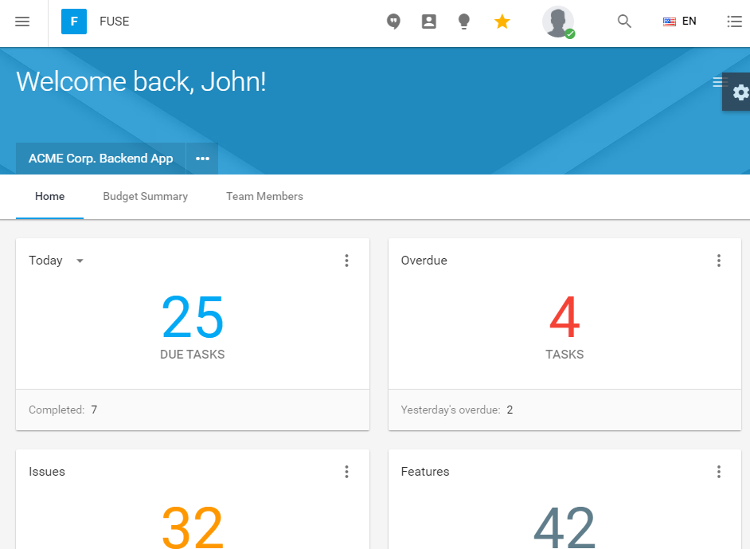 F FUSE EN
Welcome back, John!
ACME Corp. Backend App
Home Budget Summary Team Members
Today
25
DUE TASKS
Completed: 7
Overdue
4
TASKS
Yesterday's overdue: 2
Issues
32
Features
42